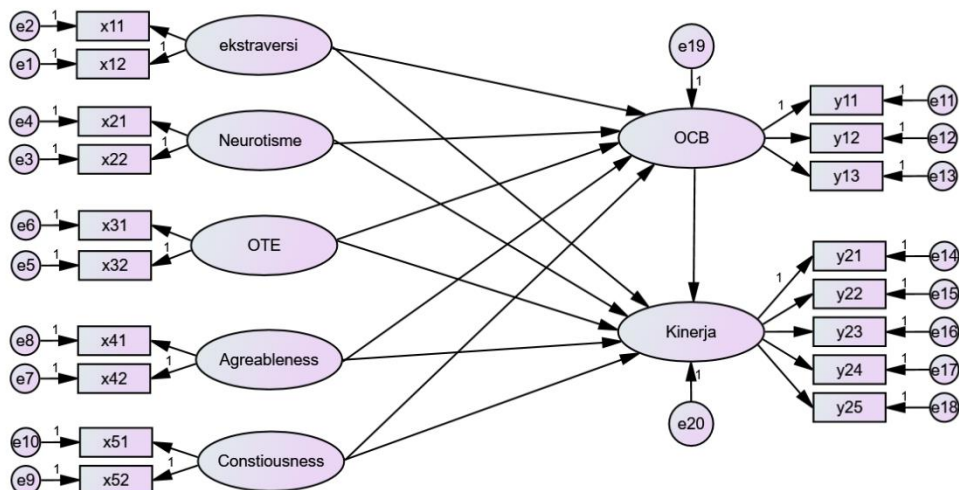 e2 1 x11
e1 1 x12 1
ekstraversi
e4 1 x21
e3 1 x22 1
Neurotisme
e6 1 x31
e5 1 x32 1
OTE
e8 1 x41
e7 1 x42 1
Agreableness
e10 1 x51
e9 1 x52 1
Constiousness
e19
1
OCB
1 y11 1 e11
y12 1 e12
y13 1 e13
Kinerja
1
e20
1 y21 1 e14
y22 1 e15
y23 1 e16
y24 1 e17
y25 1 e18